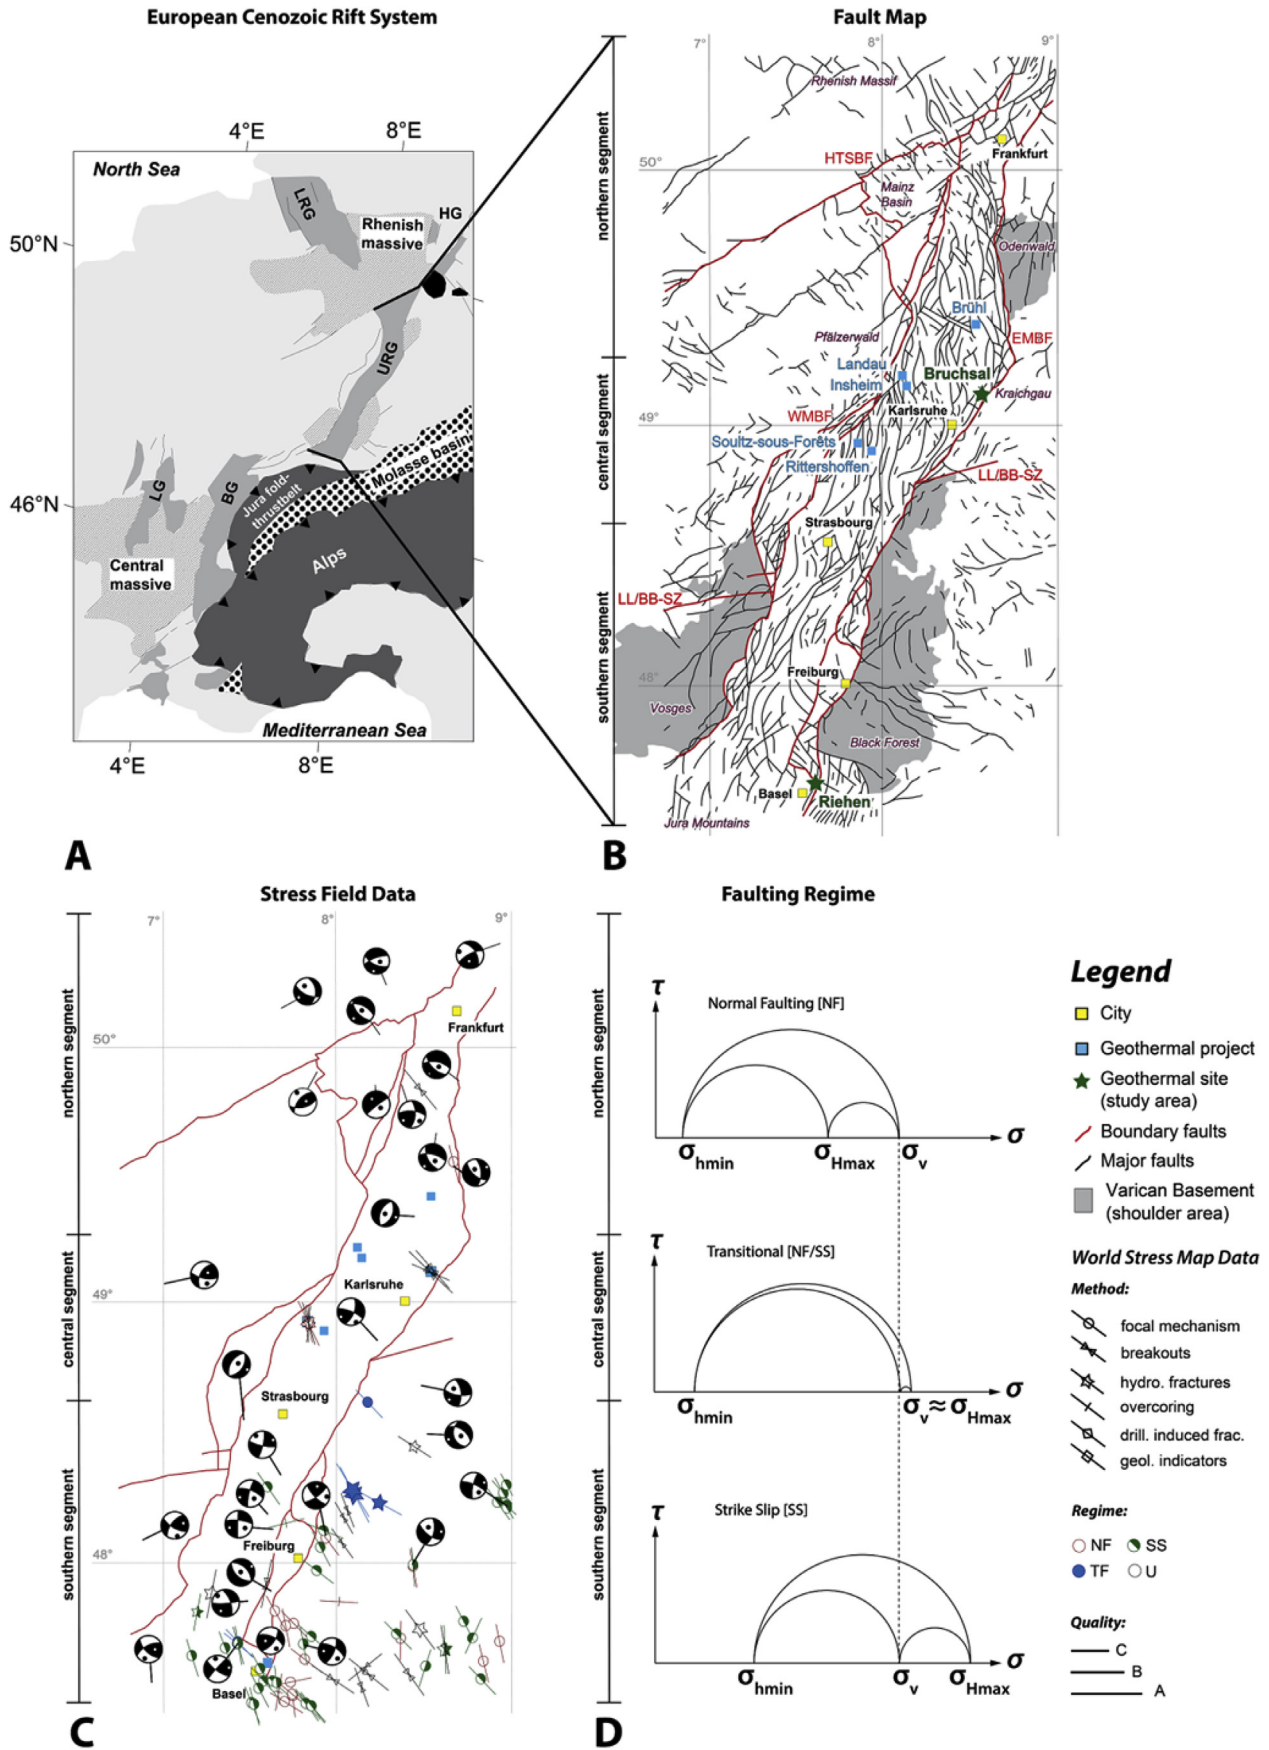 European Cenozoic Rift System
4°E
8°E
North Sea
50°N
46°N
LRG
Rhenish
massive
HG
URG
LG
BG
Jura fold-
thrustbelt
Molasse basin
Central
massive
Alps
Mediterranean Sea
4°E
8°E
A
Fault Map
7°
8°
9°
50°
49°
48°
northern segment
central segment
southern segment
Rhenish Massif
Frankfurt
HTSBF
Mainz
Basin
Odenwald
Brühl
Pfälzerwald
EMBF
Landau
Insheim
Bruchsal
Kraichgau
Karlsruhe
WMBF
Soultz-sous-Forêts
Rittershoffen
LL/BB-SZ
Strasbourg
LL/BB-SZ
Freiburg
Vosges
Black Forest
Basel
Riehen
Jura Mountains
B
Stress Field Data
7°
8°
9°
50°
49°
48°
northern segment
central segment
southern segment
Frankfurt
Karlsruhe
Strasbourg
Freiburg
Basel
C
Faulting Regime
northern segment
central segment
southern segment
τ
Normal Faulting [NF]
σ
σhmin
σHmax
σv
τ
Transitional [NF/SS]
σ
σhmin
σv ≈ σHmax
τ
Strike Slip [SS]
σ
σhmin
σv
σHmax
D
Legend
City
Geothermal project
Geothermal site
(study area)
Boundary faults
Major faults
Varican Basement
(shoulder area)
World Stress Map Data
Method:
focal mechanism
breakouts
hydro. fractures
overcoring
drill. induced frac.
geol. indicators
Regime:
NF
SS
TF
U
Quality:
C
B
A